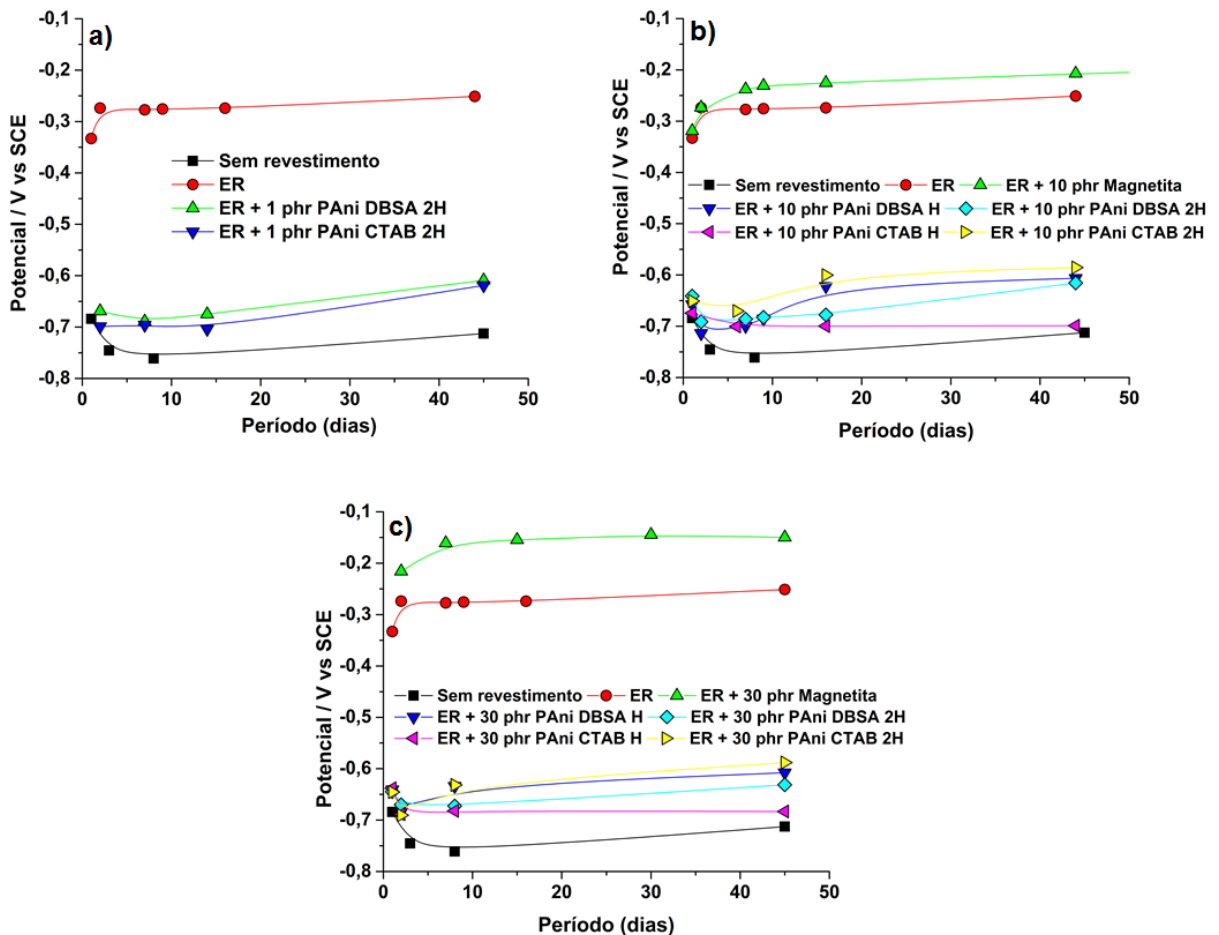 a)
Potencial / V vs SCE
-0,1
-0,2
-0,3
-0,4
-0,5
-0,6
-0,7
-0,8
Sem revestimento
ER
ER + 1 phr PAni DBSA 2H
ER + 1 phr PAni CTAB 2H
0 10 20 30 40 50
Período (dias)
b)
Potencial / V vs SCE
-0,1
-0,2
-0,3
-0,4
-0,5
-0,6
-0,7
-0,8
Sem revestimento ER ER + 10 phr Magnetita
ER + 10 phr PAni DBSA H ER + 10 phr PAni DBSA 2H
ER + 10 phr PAni CTAB H ER + 10 phr PAni CTAB 2H
0 10 20 30 40 50
Período (dias)
c)
Potencial / V vs SCE
-0,1
-0,2
-0,3
-0,4
-0,5
-0,6
-0,7
-0,8
Sem revestimento ER ER + 30 phr Magnetita
ER + 30 phr PAni DBSA H ER + 30 phr PAni DBSA 2H
ER + 30 phr PAni CTAB H ER + 30 phr PAni CTAB 2H
0 10 20 30 40 50
Período (dias)